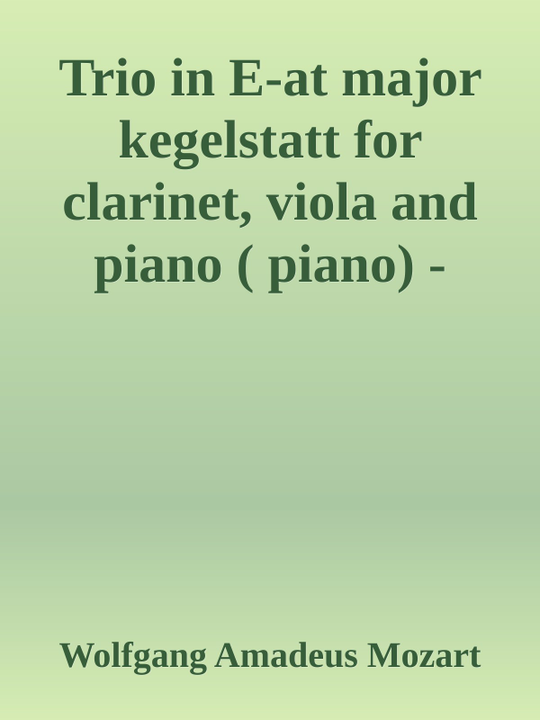 Trio in E-at major
kegelstatt for
clarinet, viola and
piano ( piano) -
Wolfgang Amadeus Mozart